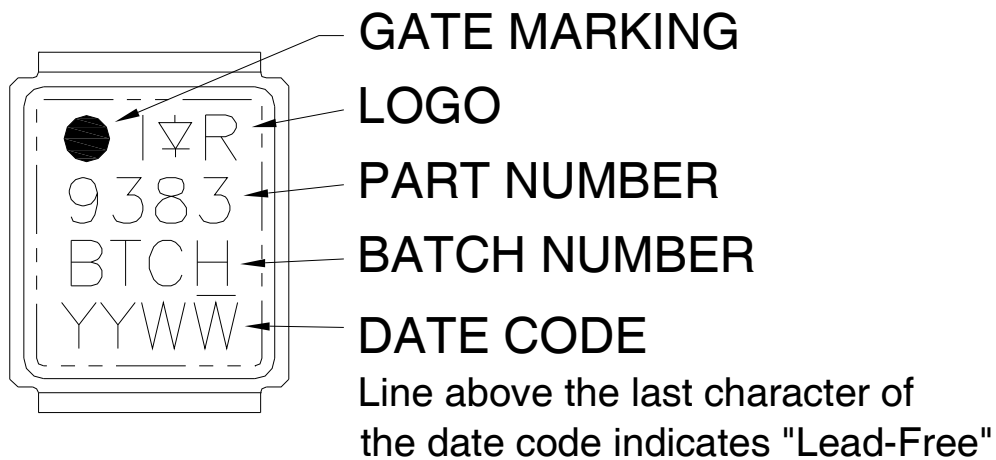 GATE MARKING
I R
LOGO
9383
PART NUMBER
BTCH
BATCH NUMBER
YYWW̅
DATE CODE
Line above the last character of
the date code indicates "Lead-Free"